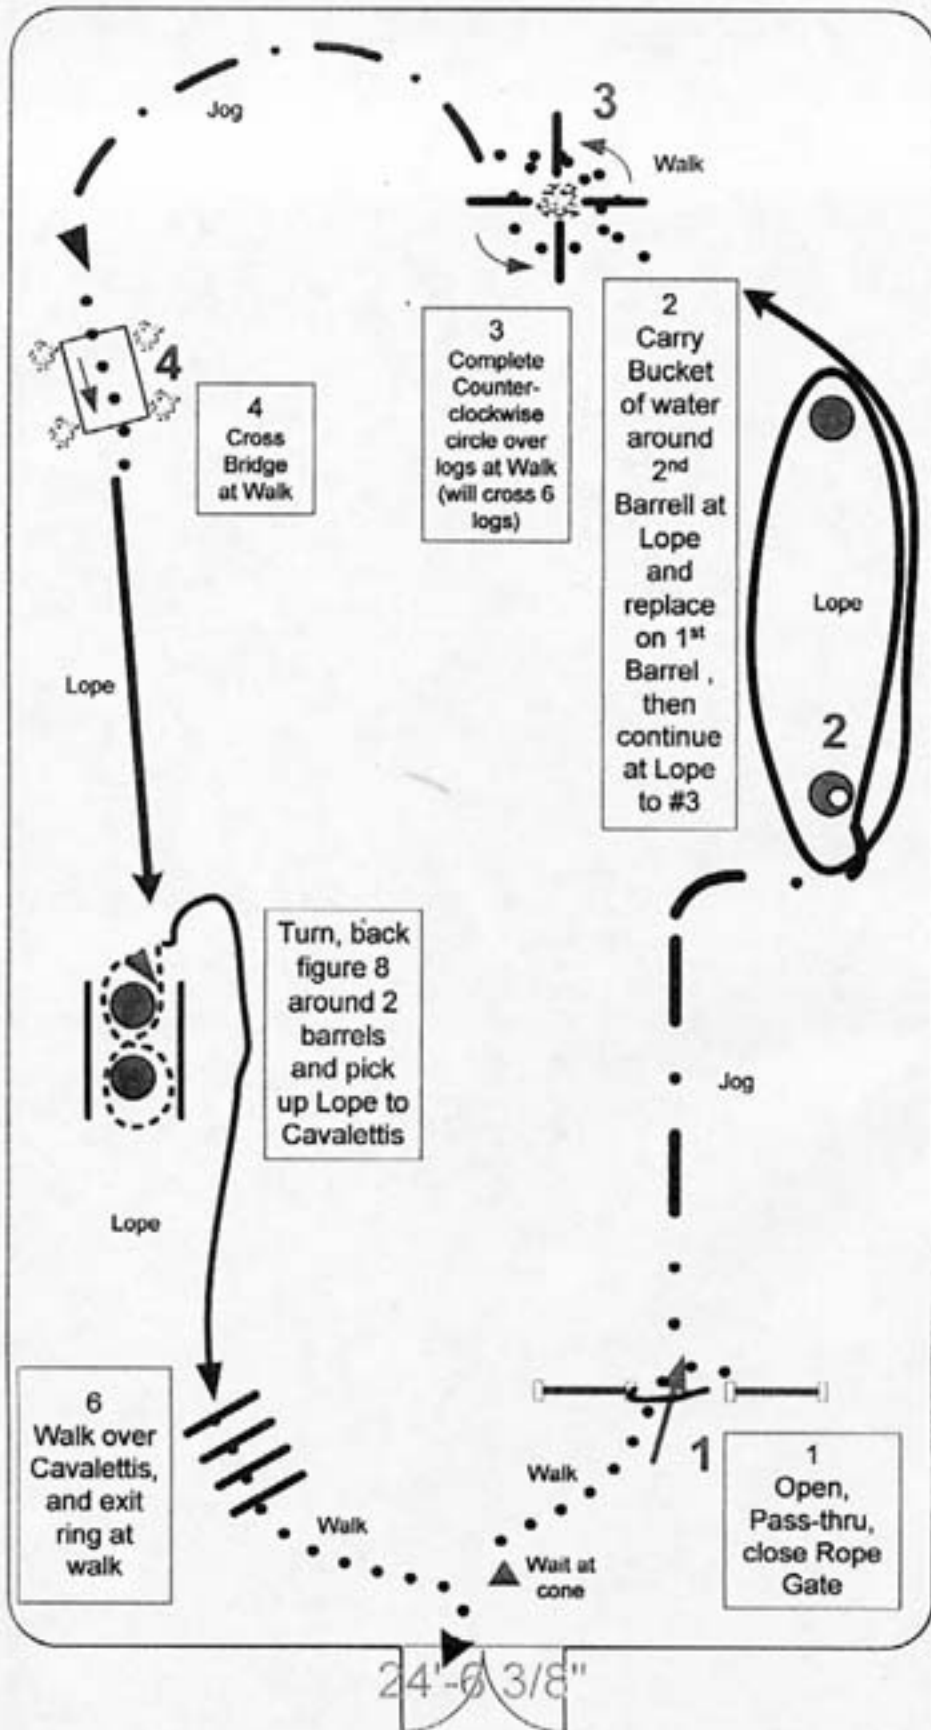 Jog
3
Walk
3
Complete
Counter-
clockwise
circle over
logs at Walk
(will cross 6
logs)
2
Carry
Bucket
of water
around
2nd
Barrell at
Lope
and
replace
on 1st
Barrel ,
then
continue
at Lope
to #3
4
4
Cross
Bridge
at Walk
Lope
2
Lope
Turn, back
figure 8
around 2
barrels
and pick
up Lope to
Cavalettis
Jog
Lope
6
Walk over
Cavalettis,
and exit
ring at
walk
Walk
Walk
1
1
Open,
Pass-thru,
close Rope
Gate
Wait at
cone
24'-6 3/8"